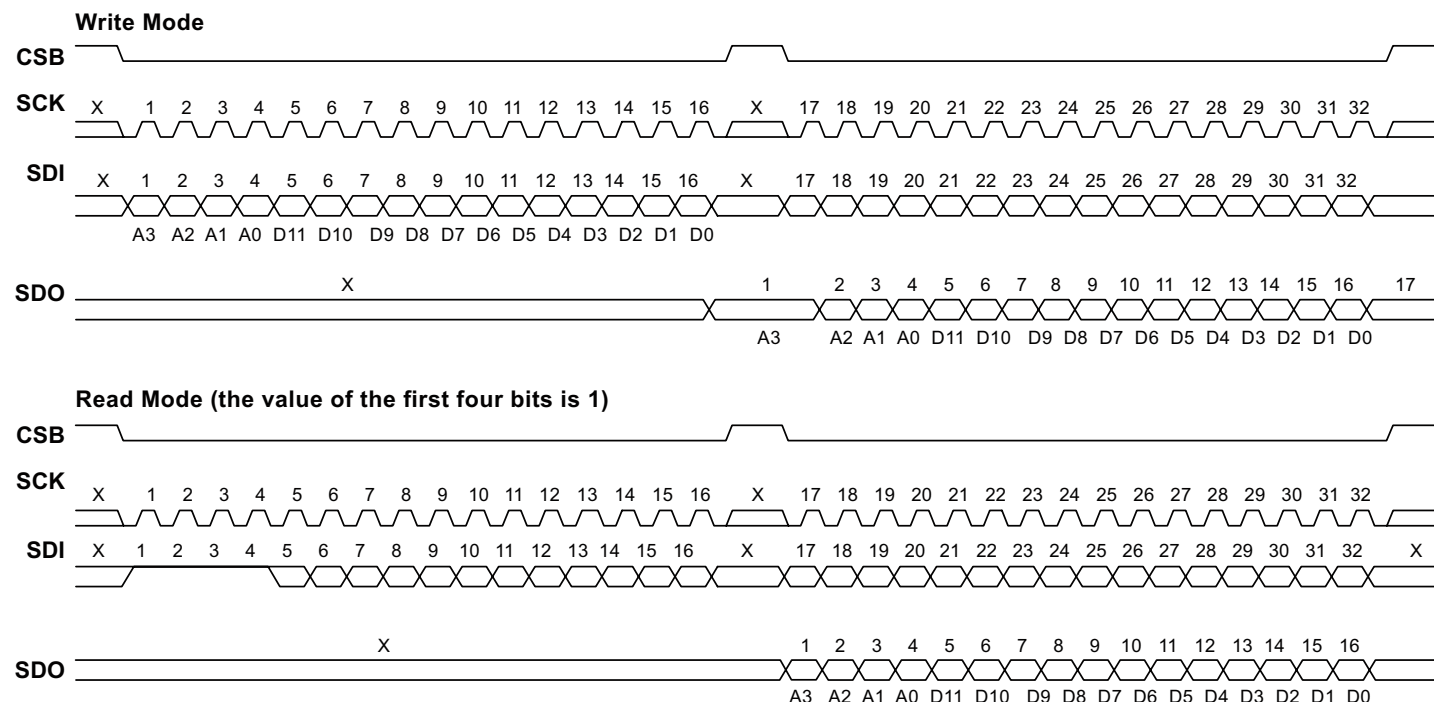 Write Mode
CSB
SCK X 1 2 3 4 5 6 7 8 9 10 11 12 13 14 15 16 X 17 18 19 20 21 22 23 24 25 26 27 28 29 30 31 32
SDI X 1 2 3 4 5 6 7 8 9 10 11 12 13 14 15 16 X 17 18 19 20 21 22 23 24 25 26 27 28 29 30 31 32
A3 A2 A1 A0 D11 D10 D9 D8 D7 D6 D5 D4 D3 D2 D1 D0
SDO X 1 2 3 4 5 6 7 8 9 10 11 12 13 14 15 16 17
A3 A2 A1 A0 D11 D10 D9 D8 D7 D6 D5 D4 D3 D2 D1 D0
Read Mode (the value of the first four bits is 1)
CSB
SCK X 1 2 3 4 5 6 7 8 9 10 11 12 13 14 15 16 X 17 18 19 20 21 22 23 24 25 26 27 28 29 30 31 32
SDI X 1 2 3 4 5 6 7 8 9 10 11 12 13 14 15 16 X 17 18 19 20 21 22 23 24 25 26 27 28 29 30 31 32 X
SDO X 1 2 3 4 5 6 7 8 9 10 11 12 13 14 15 16
A3 A2 A1 A0 D11 D10 D9 D8 D7 D6 D5 D4 D3 D2 D1 D0